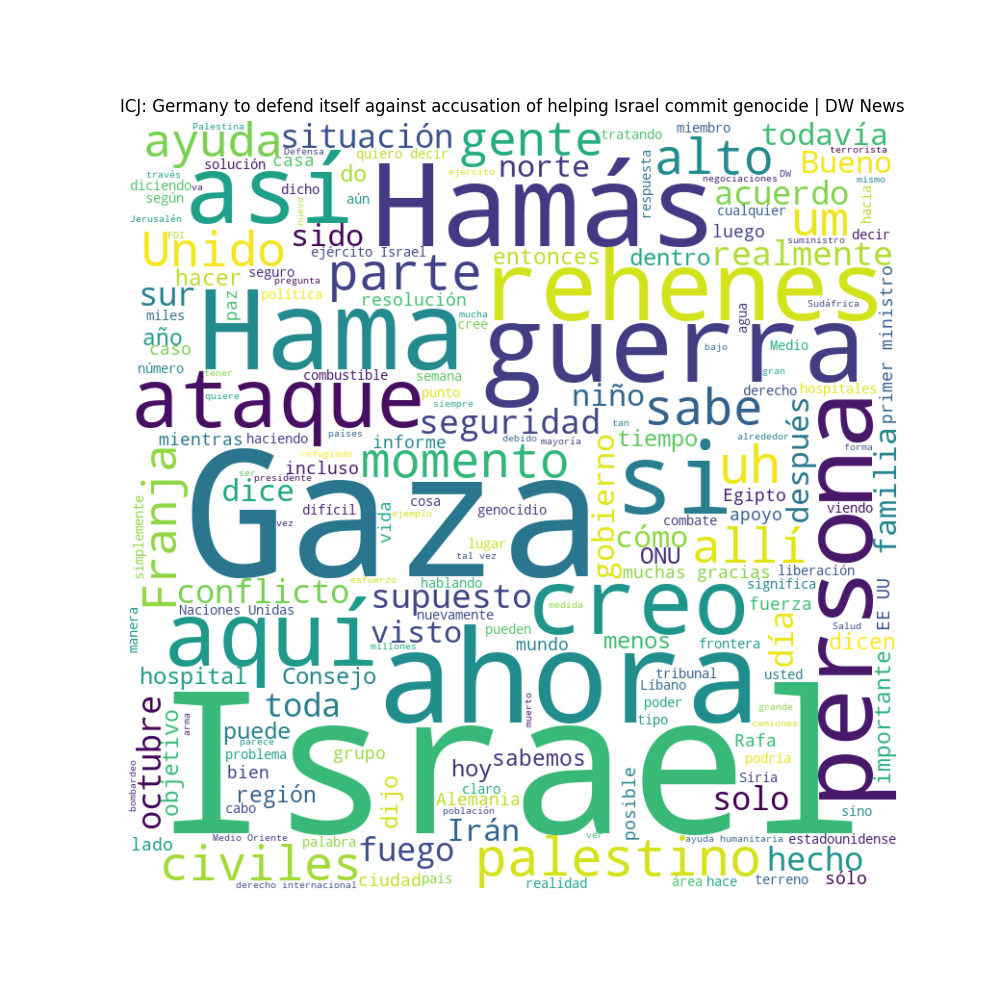 ICJ: Germany to defend itself against accusation of helping Israel commit genocide | DW News
Palestina
ayuda
situación
gente
tratando
miembro
todavía
través
solución
casa
quiero decir
do
norte
respuesta
alto
terrorista
Bueno
Defensa
ejército
negociaciones
DW
diciendo
va
según
dicho
aún
así
Hamás
acuerdo
mismo
hacia
nuevo
cualquier
um
Jerusalén
FDI
Unido
sido
ejército Israel
luego
suministro
decir
parte
entonces
dentro
realmente
hacer
seguro
pregunta
paz
política
rehenes
sur
miles
resolución
Sudáfrica
primer ministro
año
Hama
mucha
cree
guerra
agua
caso
bajo
Medio
número
tener
quiere
combustible
semana
punto
siempre
gran
derecho
hospitales
ataque
niño
sabe
seguridad
tan
persona
mientras
haciendo
países
informe
debido
mayoría
tiempo
alrededor
después
forma
familia
refugiado
incluso
momento
gobierno
si
uh
Franja
ser
presidente
dice
cosa
Egipto
viendo
simplemente
Gaza
difícil
vida
ejemplo
genocidio
combate
apoyo
vez
lugar
cómo
allí
tal vez
ONU
muchas gracias
liberación
esfuerzo
hablando
significa
EE UU
conflicto
supuesto
medida
creo
fuerza
Naciones Unidas
nuevamente
manera
aquí
visto
pueden
menos
día
Salud
millones
mundo
frontera
dicen
ahora
hospital
Consejo
tribunal
usted
importante
Líbano
octubre
objetivo
toda
muerto
poder
grande
arma
tipo
camiones
puede
parece
Rafa
problema
grupo
sabemos
podría
bombardeo
bien
hoy
Siria
región
dijo
claro
posible
Israel
Alemania
solo
cabo
población
sino
Irán
Medio Oriente
palabra
ver
ayuda humanitaria
estadounidense
lado
fuego
civiles
palestino
hecho
derecho internacional
ciudad
país
realidad
área
hace
terreno
sólo